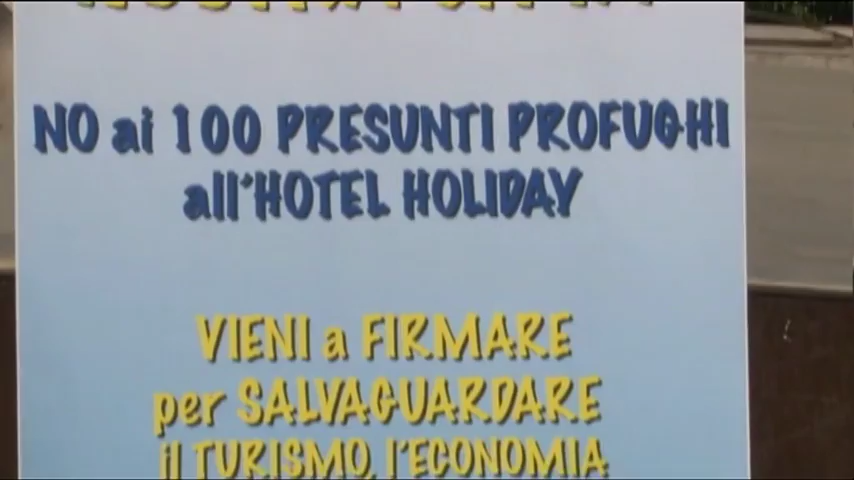 NO ai 100 PRESUNTI PROFUGHI
all'HOTEL HOLIDAY
VIENI a FIRMARE
per SALVAGUARDARE
il TURISMO, l'ECONOMIA